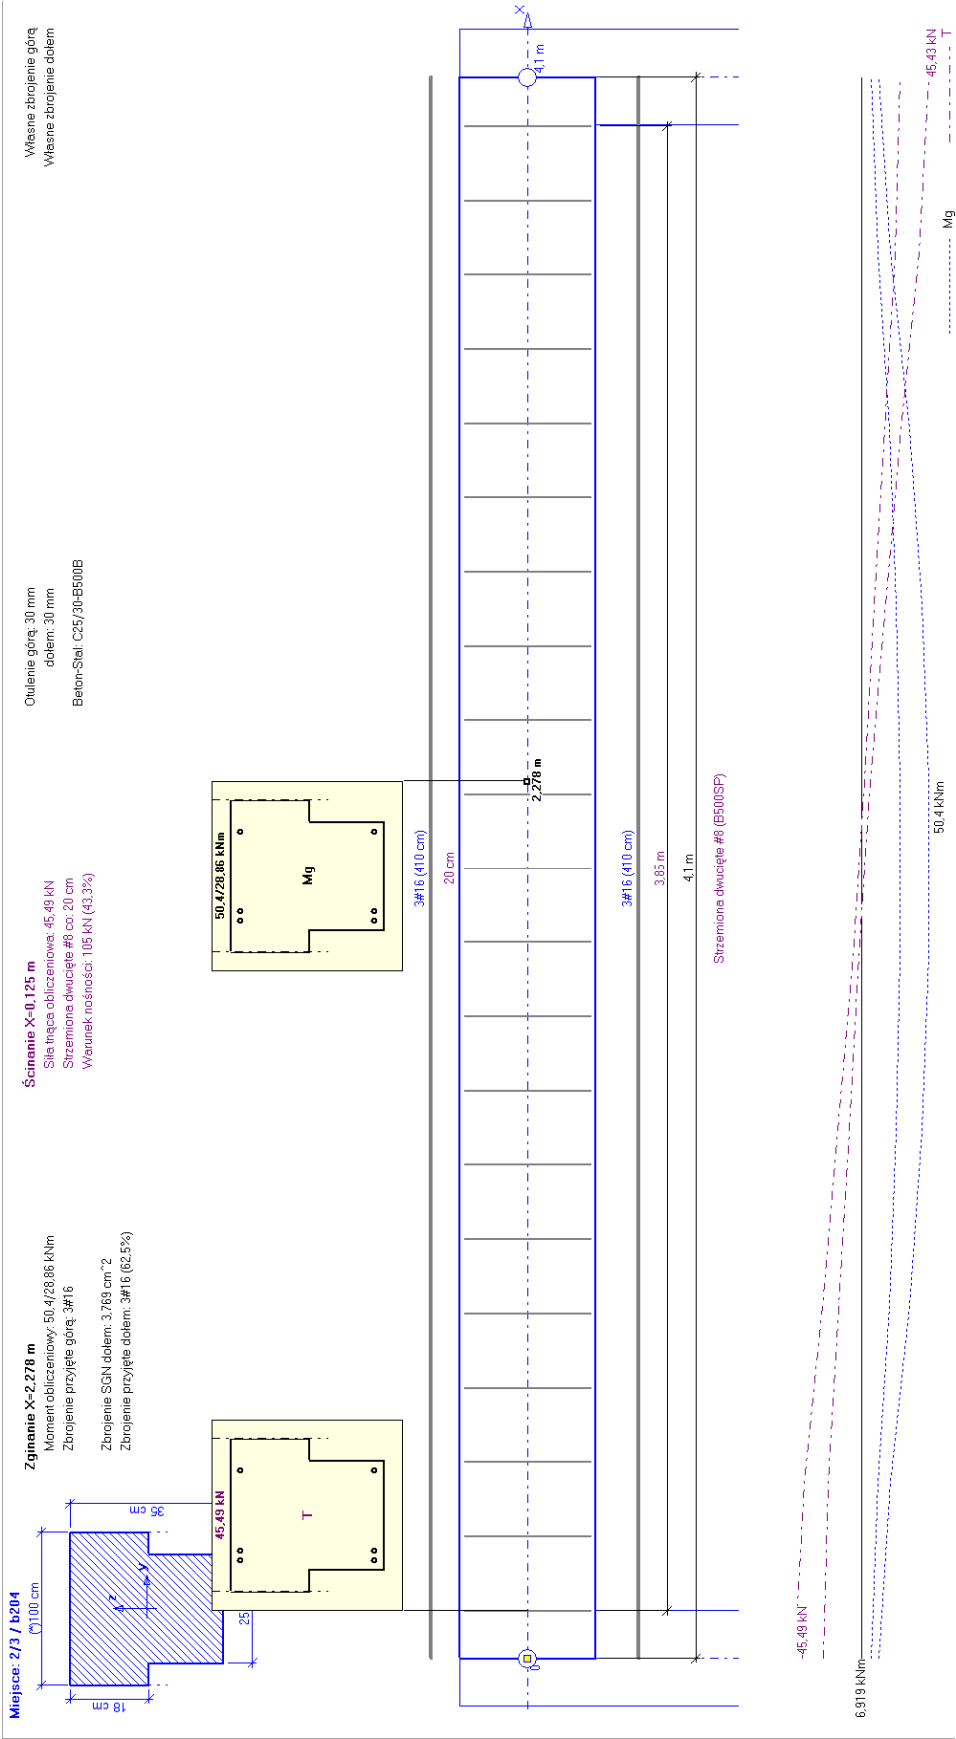 Miejsce: 2/3 / b204
(*)100 cm
18 cm
35 cm
25
z
y
Zginanie X=2,278 m
Moment obliczeniowy: 50,4/28,86 kNm
Zbrojenie przyjęte górą: 3#16
Zbrojenie SGN dołem: 3,769 cm^2
Zbrojenie przyjęte dołem: 3#16 (62,5%)
Ścinanie X=0,125 m
Siła tnąca obliczeniowa: 45,49 kN
Strzemiona dwucięte #8 co: 20 cm
Warunek nośności: 105 kN (43,3%)
Otulenie górą: 30 mm
dołem: 30 mm
Beton-Stal: C25/30-B500B
Własne zbrojenie górą
Własne zbrojenie dołem
45,49 kN
T
50,4/28,86 kNm
Mg
3#16 (410 cm)
20 cm
0
2,278 m
4,1 m
X
3#16 (410 cm)
3,85 m
4,1 m
Strzemiona dwucięte #8 (B500SP)
-45,49 kN
6,919 kNm
50,4 kNm
45,43 kN
Mg
T